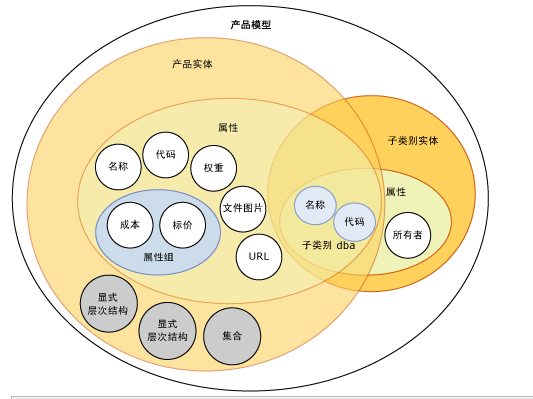 产品模型
产品实体
属性
子类别实体
名称
代码
权重
属性
文件图片
名称
代码
成本
标价
所有者
子类别 dba
属性组
URL
显式
层次结构
显式
层次结构
集合